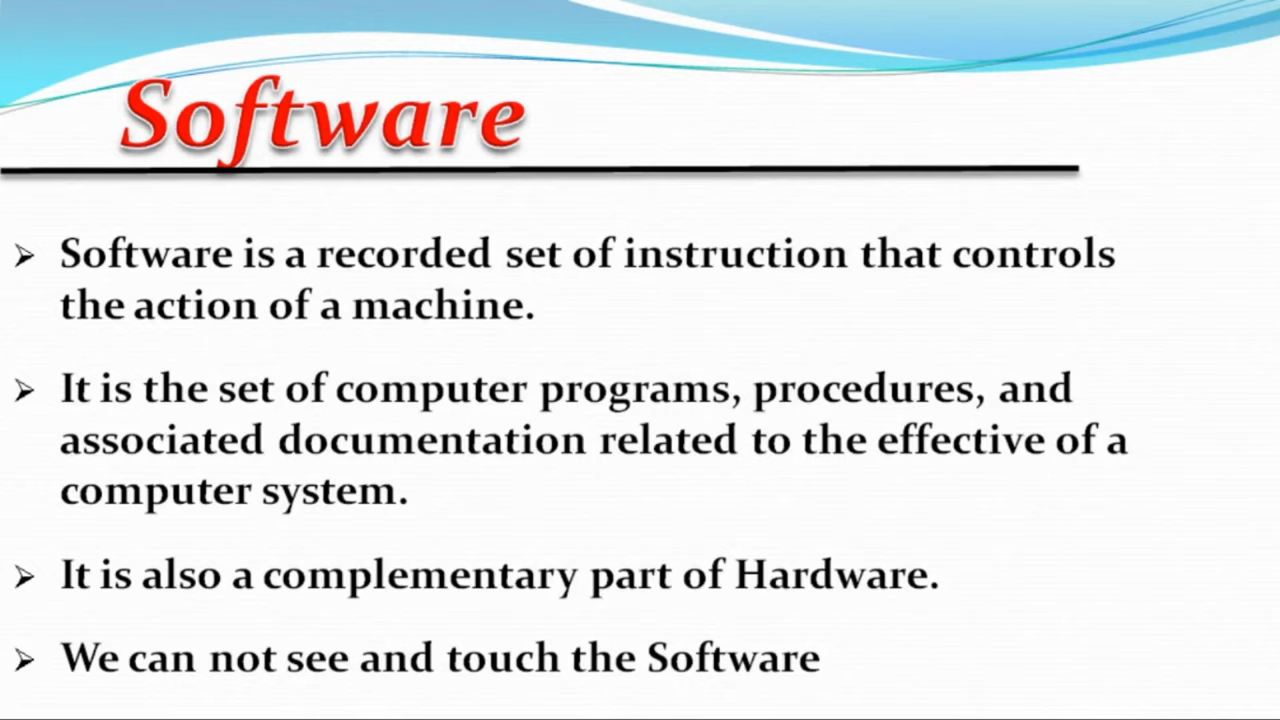 Software
➢ Software is a recorded set of instruction that controls
the action of a machine.
➢ It is the set of computer programs, procedures, and
associated documentation related to the effective of a
computer system.
➢ It is also a complementary part of Hardware.
➢ We can not see and touch the Software